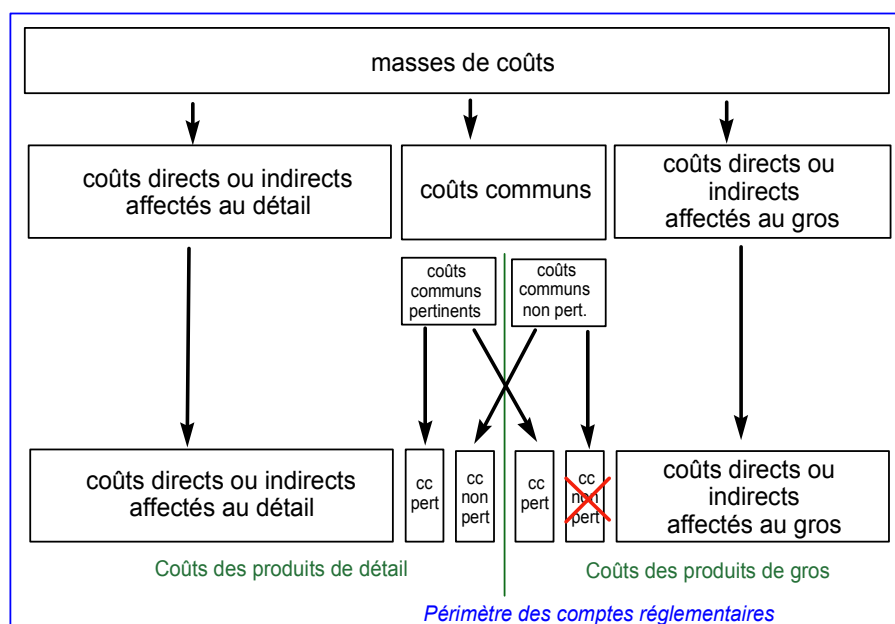 masses de coûts
coûts directs ou indirects
affectés au détail
coûts communs
coûts directs ou
indirects
affectés au gros
coûts
communs
pertinents
coûts
communs
non pert.
coûts directs ou indirects
affectés au détail
cc
pert
cc
non
pert
cc
pert
cc
non
pert
coûts directs ou
indirects
affectés au gros
Coûts des produits de détail
Coûts des produits de gros
Périmètre des comptes réglementaires